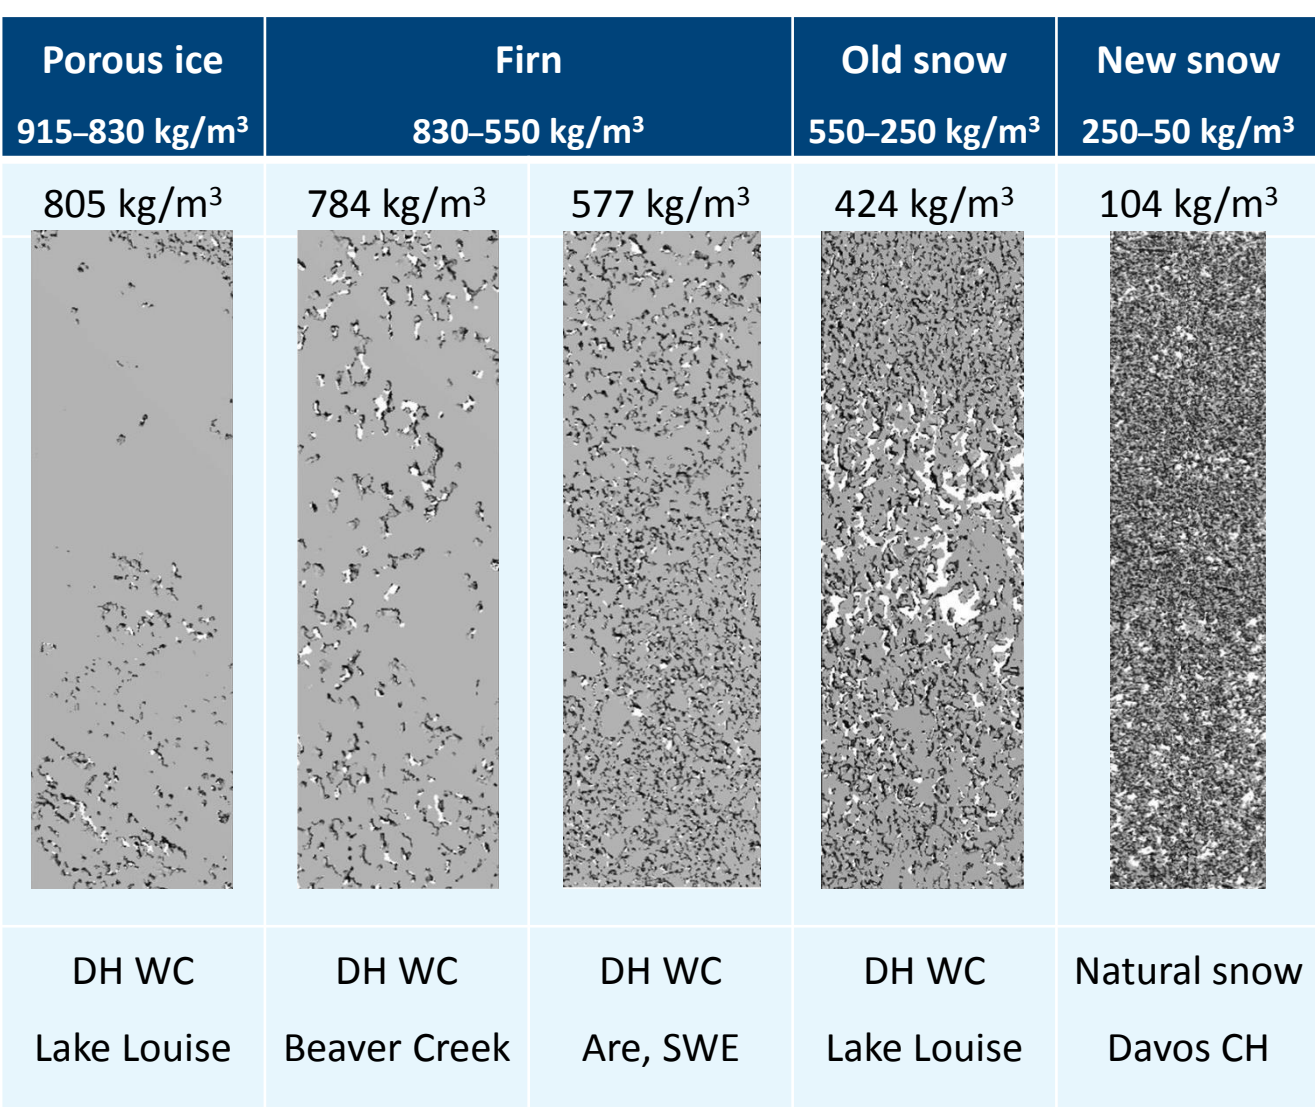 Porous ice Firn Old snow New snow
915–830 kg/m³ 830–550 kg/m³ 550–250 kg/m³ 250–50 kg/m³
805 kg/m³ 784 kg/m³ 577 kg/m³ 424 kg/m³ 104 kg/m³
DH WC DH WC DH WC DH WC Natural snow
Lake Louise Beaver Creek Are, SWE Lake Louise Davos CH